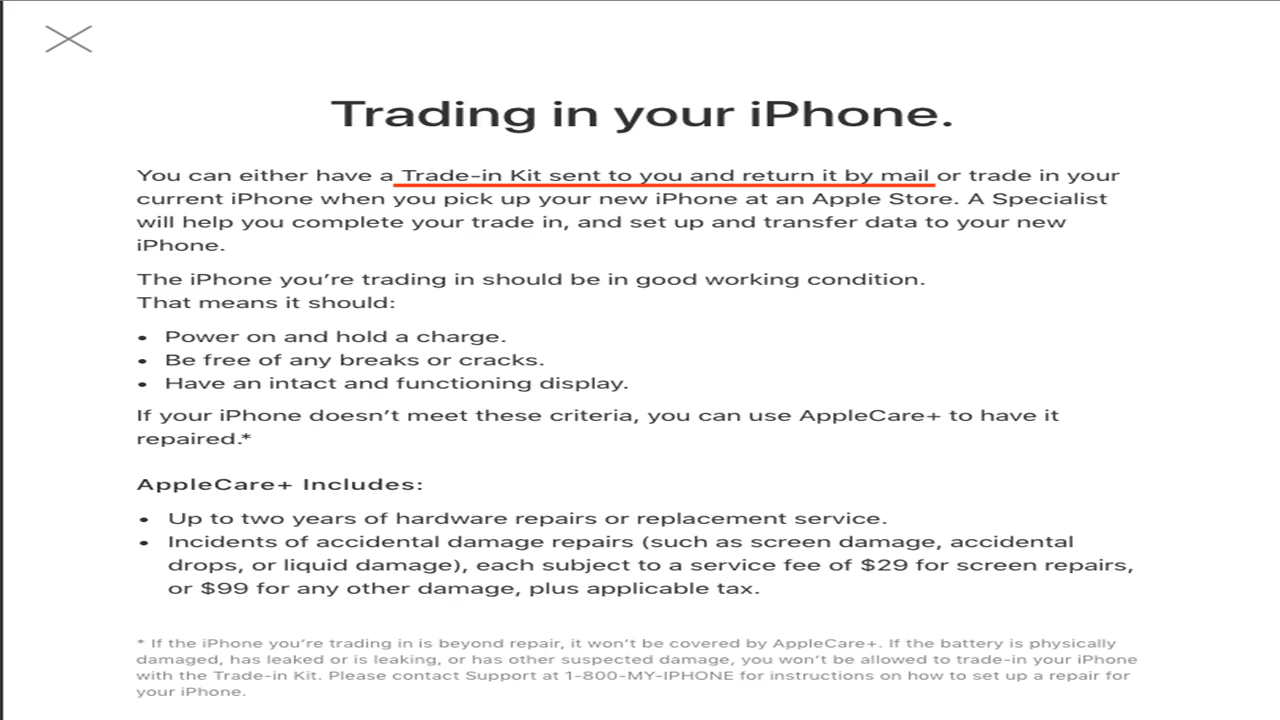 Trading in your iPhone.
You can either have a Trade-in Kit sent to you and return it by mail or trade in your
current iPhone when you pick up your new iPhone at an Apple Store. A Specialist
will help you complete your trade in, and set up and transfer data to your new
iPhone.
The iPhone you’re trading in should be in good working condition.
That means it should:
• Power on and hold a charge.
• Be free of any breaks or cracks.
• Have an intact and functioning display.
If your iPhone doesn’t meet these criteria, you can use AppleCare+ to have it
repaired.*
AppleCare+ Includes:
• Up to two years of hardware repairs or replacement service.
• Incidents of accidental damage repairs (such as screen damage, accidental
drops, or liquid damage), each subject to a service fee of $29 for screen repairs,
or $99 for any other damage, plus applicable tax.
* If the iPhone you’re trading in is beyond repair, it won’t be covered by AppleCare+. If the battery is physically
damaged, has leaked or is leaking, or has other suspected damage, you won’t be allowed to trade-in your iPhone
with the Trade-in Kit. Please contact Support at 1-800-MY-IPHONE for instructions on how to set up a repair for
your iPhone.